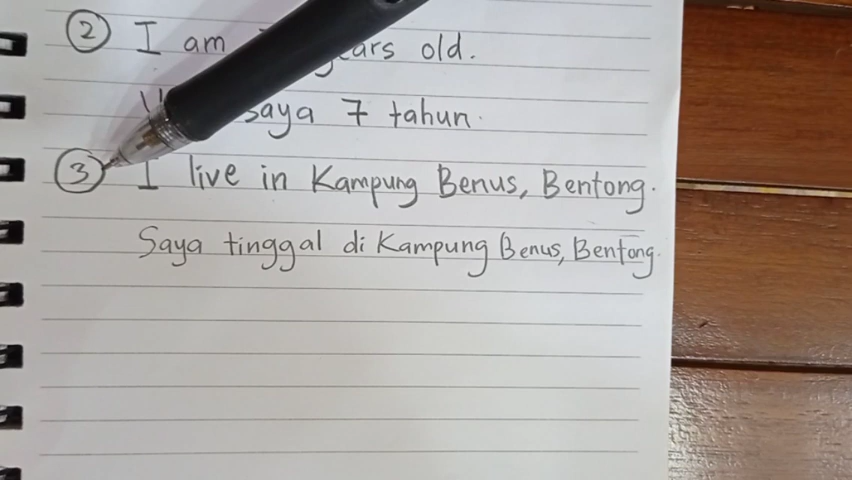 ② I am ars old.
saya 7 tahun.
③ I live in Kampung Benus, Bentong.
Saya tinggal di Kampung Benus, Bentong.